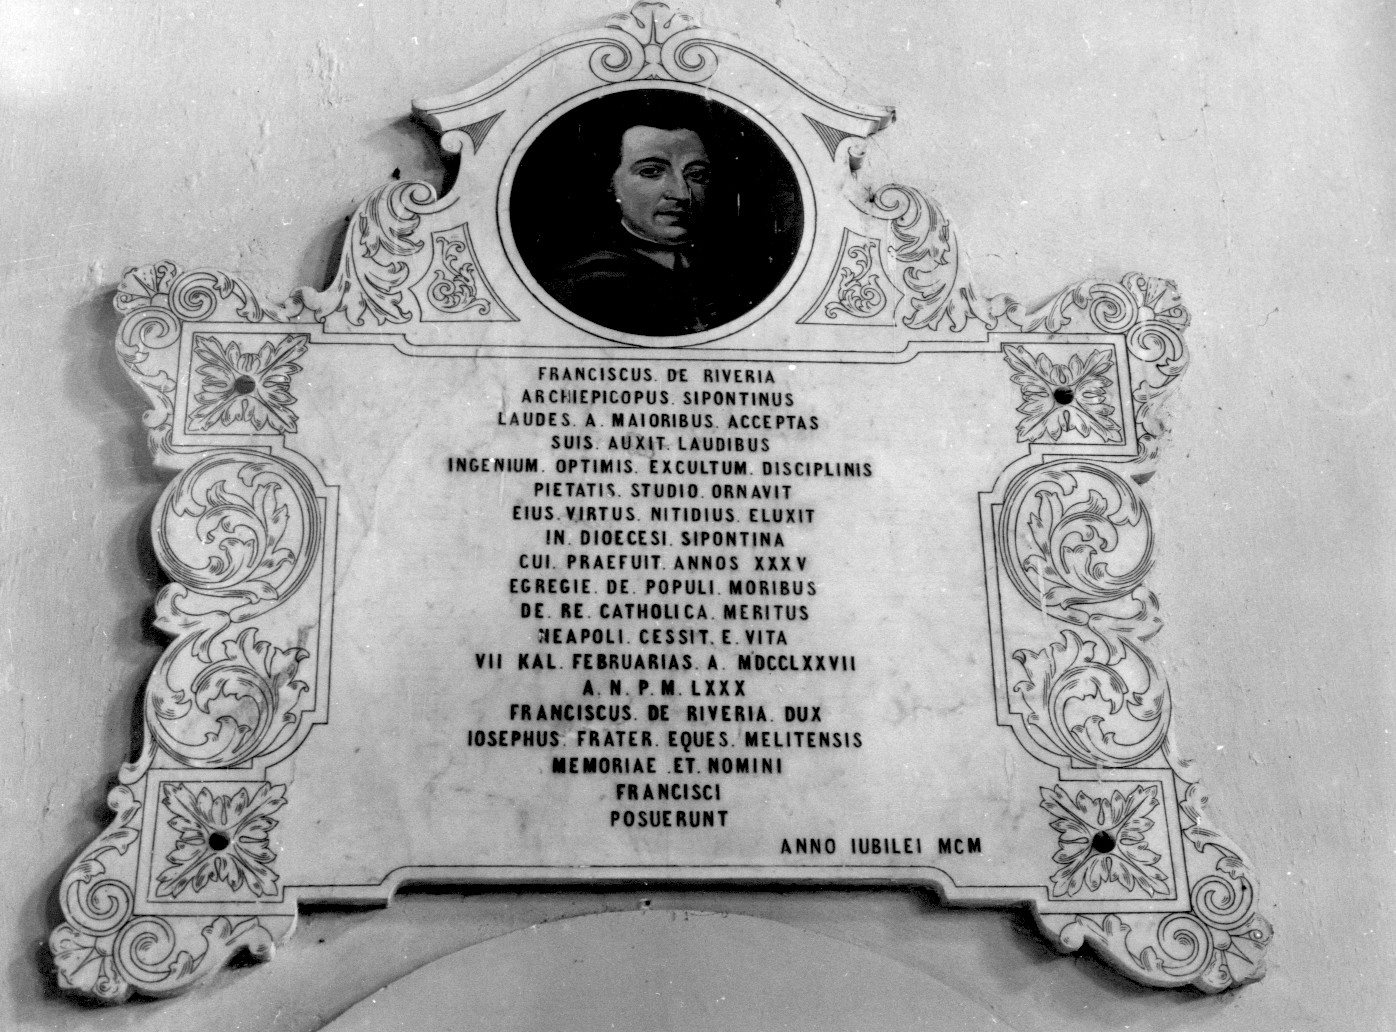 FRANCISCUS. DE RIVERIA
ARCHIEPICOPUS. SIPONTINUS
LAUDES. A. MAIORIBUS. ACCEPTAS
SUIS. AUXIT. LAUDIBUS
INGENIUM. OPTIMIS. EXCULTUM. DISCIPLINIS
PIETATIS. STUDIO. ORNAVIT
EIUS. VIRTUS. NITIDIUS. ELUXIT
IN. DIOECESI. SIPONTINA
CUI. PRAEFUIT. ANNOS XXXV
EGREGIE. DE. POPULI. MORIBUS
DE. RE. CATHOLICA. MERITUS
NEAPOLI. CESSIT. E. VITA
VII KAL. FEBRUARIAS. A. MDCCLXXVII
A. N. P. M. LXXX
FRANCISCUS. DE RIVERIA. DUX
IOSEPHUS. FRATER. EQUES. MELITENSIS
MEMORIAE .ET. NOMINI
FRANCISCI
POSUERUNT
ANNO IUBILEI MCM